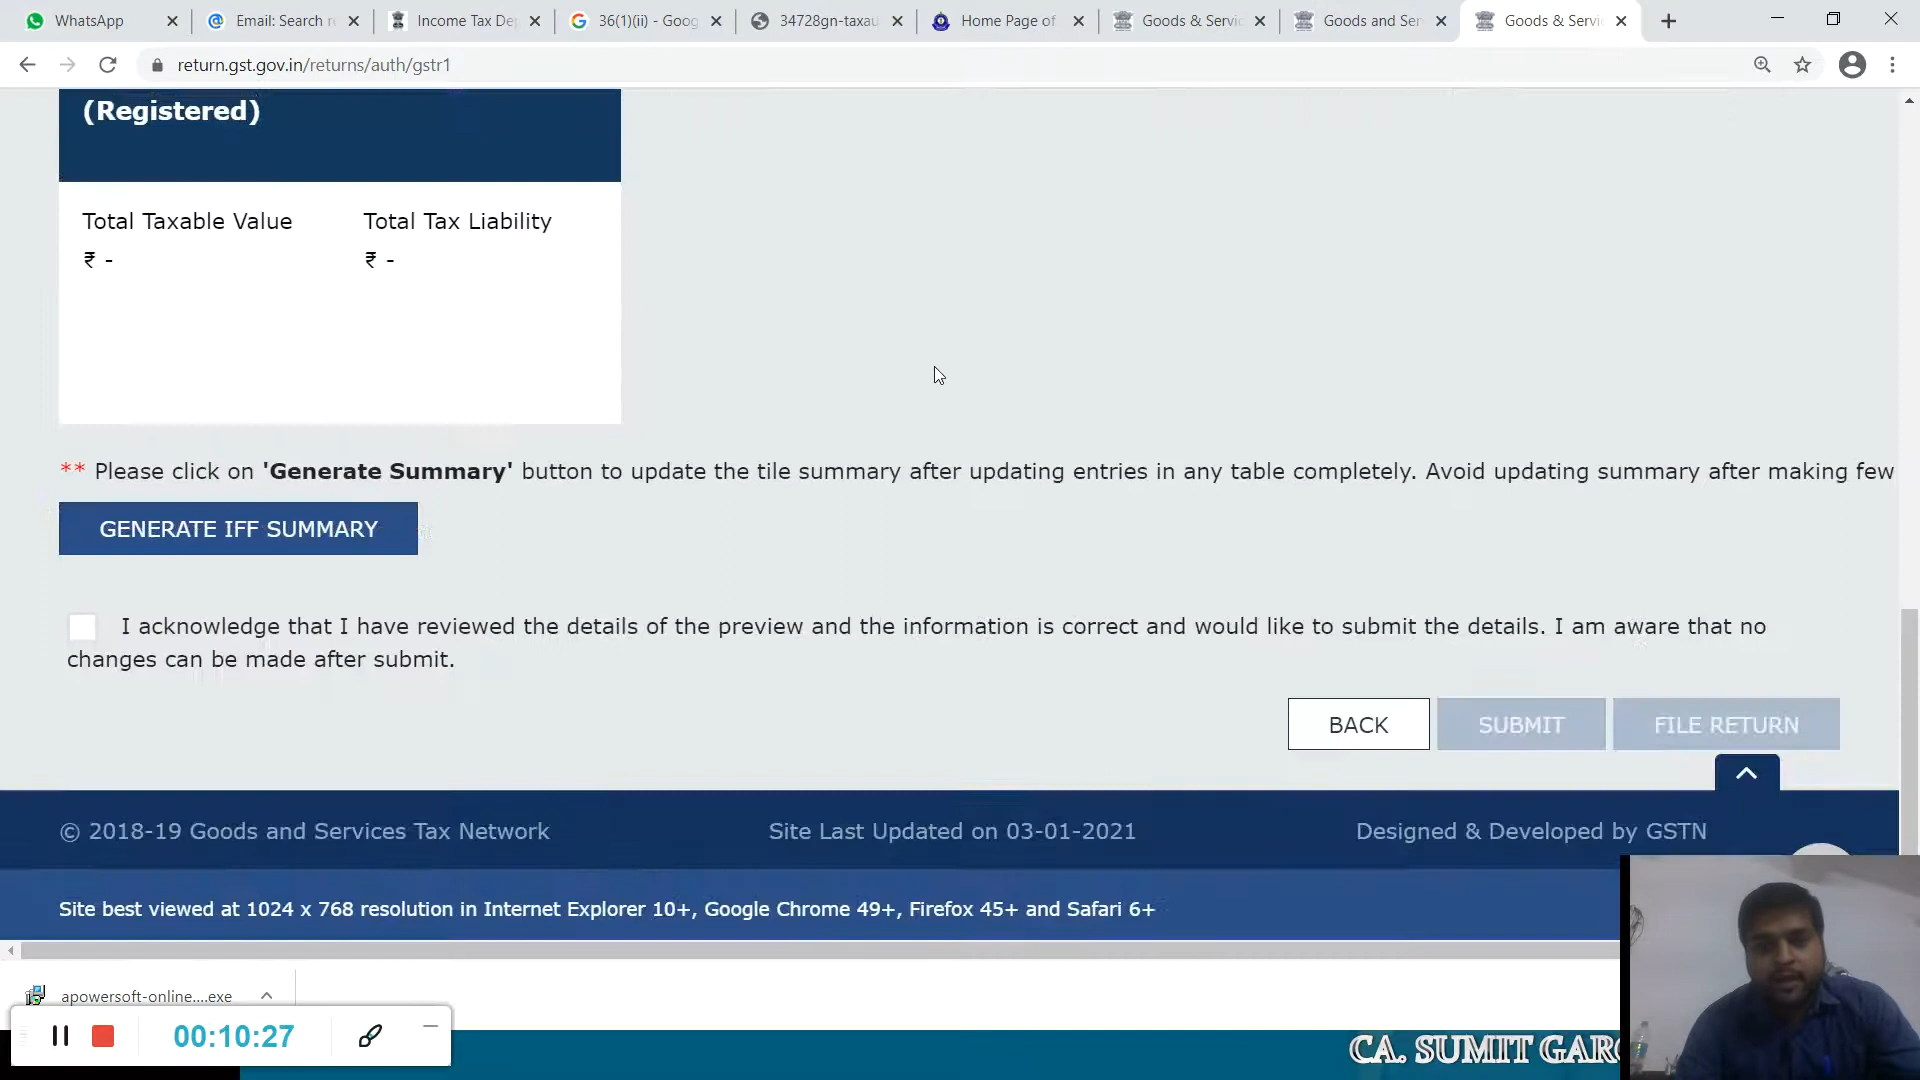 WhatsApp
Email: Search r
Income Tax De
36(1)(ii) - Goog
34728gn-taxau
Home Page of
Goods & Servic
Goods and Ser
Goods & Servic
return.gst.gov.in/returns/auth/gstr1
(Registered)
Total Taxable Value Total Tax Liability
₹ - ₹ -
** Please click on 'Generate Summary' button to update the tile summary after updating entries in any table completely. Avoid updating summary after making few
GENERATE IFF SUMMARY
I acknowledge that I have reviewed the details of the preview and the information is correct and would like to submit the details. I am aware that no
changes can be made after submit.
BACK SUBMIT FILE RETURN
© 2018-19 Goods and Services Tax Network Site Last Updated on 03-01-2021 Designed & Developed by GSTN
Site best viewed at 1024 x 768 resolution in Internet Explorer 10+, Google Chrome 49+, Firefox 45+ and Safari 6+
apowersoft-online....exe
00:10:27
CA. SUMIT GARG